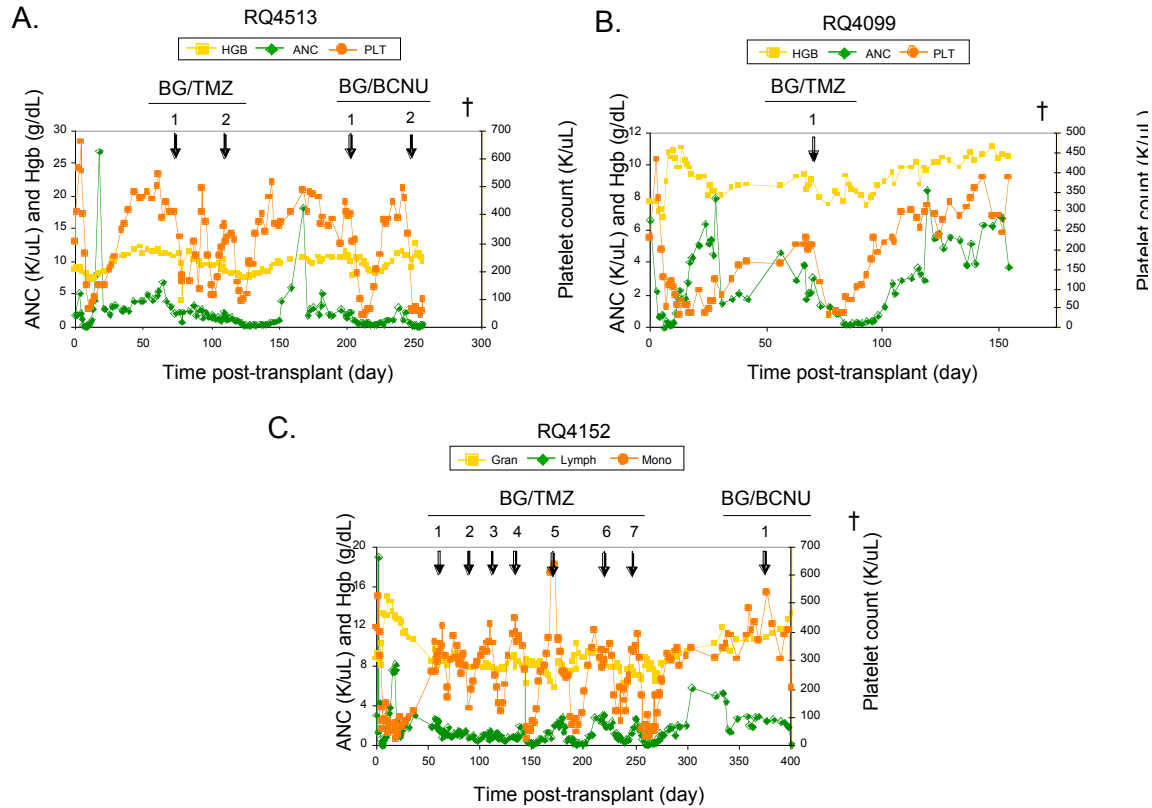 A.
RQ4513
HGB ANC PLT
BG/TMZ BG/BCNU
†
1 2 1 2
ANC (K/uL) and Hgb (g/dL)
30
25
20
15
10
5
0
700
600
500
400
300
200
100
0
Platelet count (K/uL)
0 50 100 150 200 250 300
Time post-transplant (day)
B.
RQ4099
HGB ANC PLT
BG/TMZ
†
1
ANC (K/uL) and Hgb (g/dL)
12
10
8
6
4
2
0
500
450
400
350
300
250
200
150
100
50
0
Platelet count (K/uL)
0 50 100 150
Time post-transplant (day)
C.
RQ4152
Gran Lymph Mono
BG/TMZ BG/BCNU
†
1 2 3 4 5 6 7 1
ANC (K/uL) and Hgb (g/dL)
20
16
12
8
4
0
700
600
500
400
300
200
100
0
Platelet count (K/uL)
0 50 100 150 200 250 300 350 400
Time post-transplant (day)